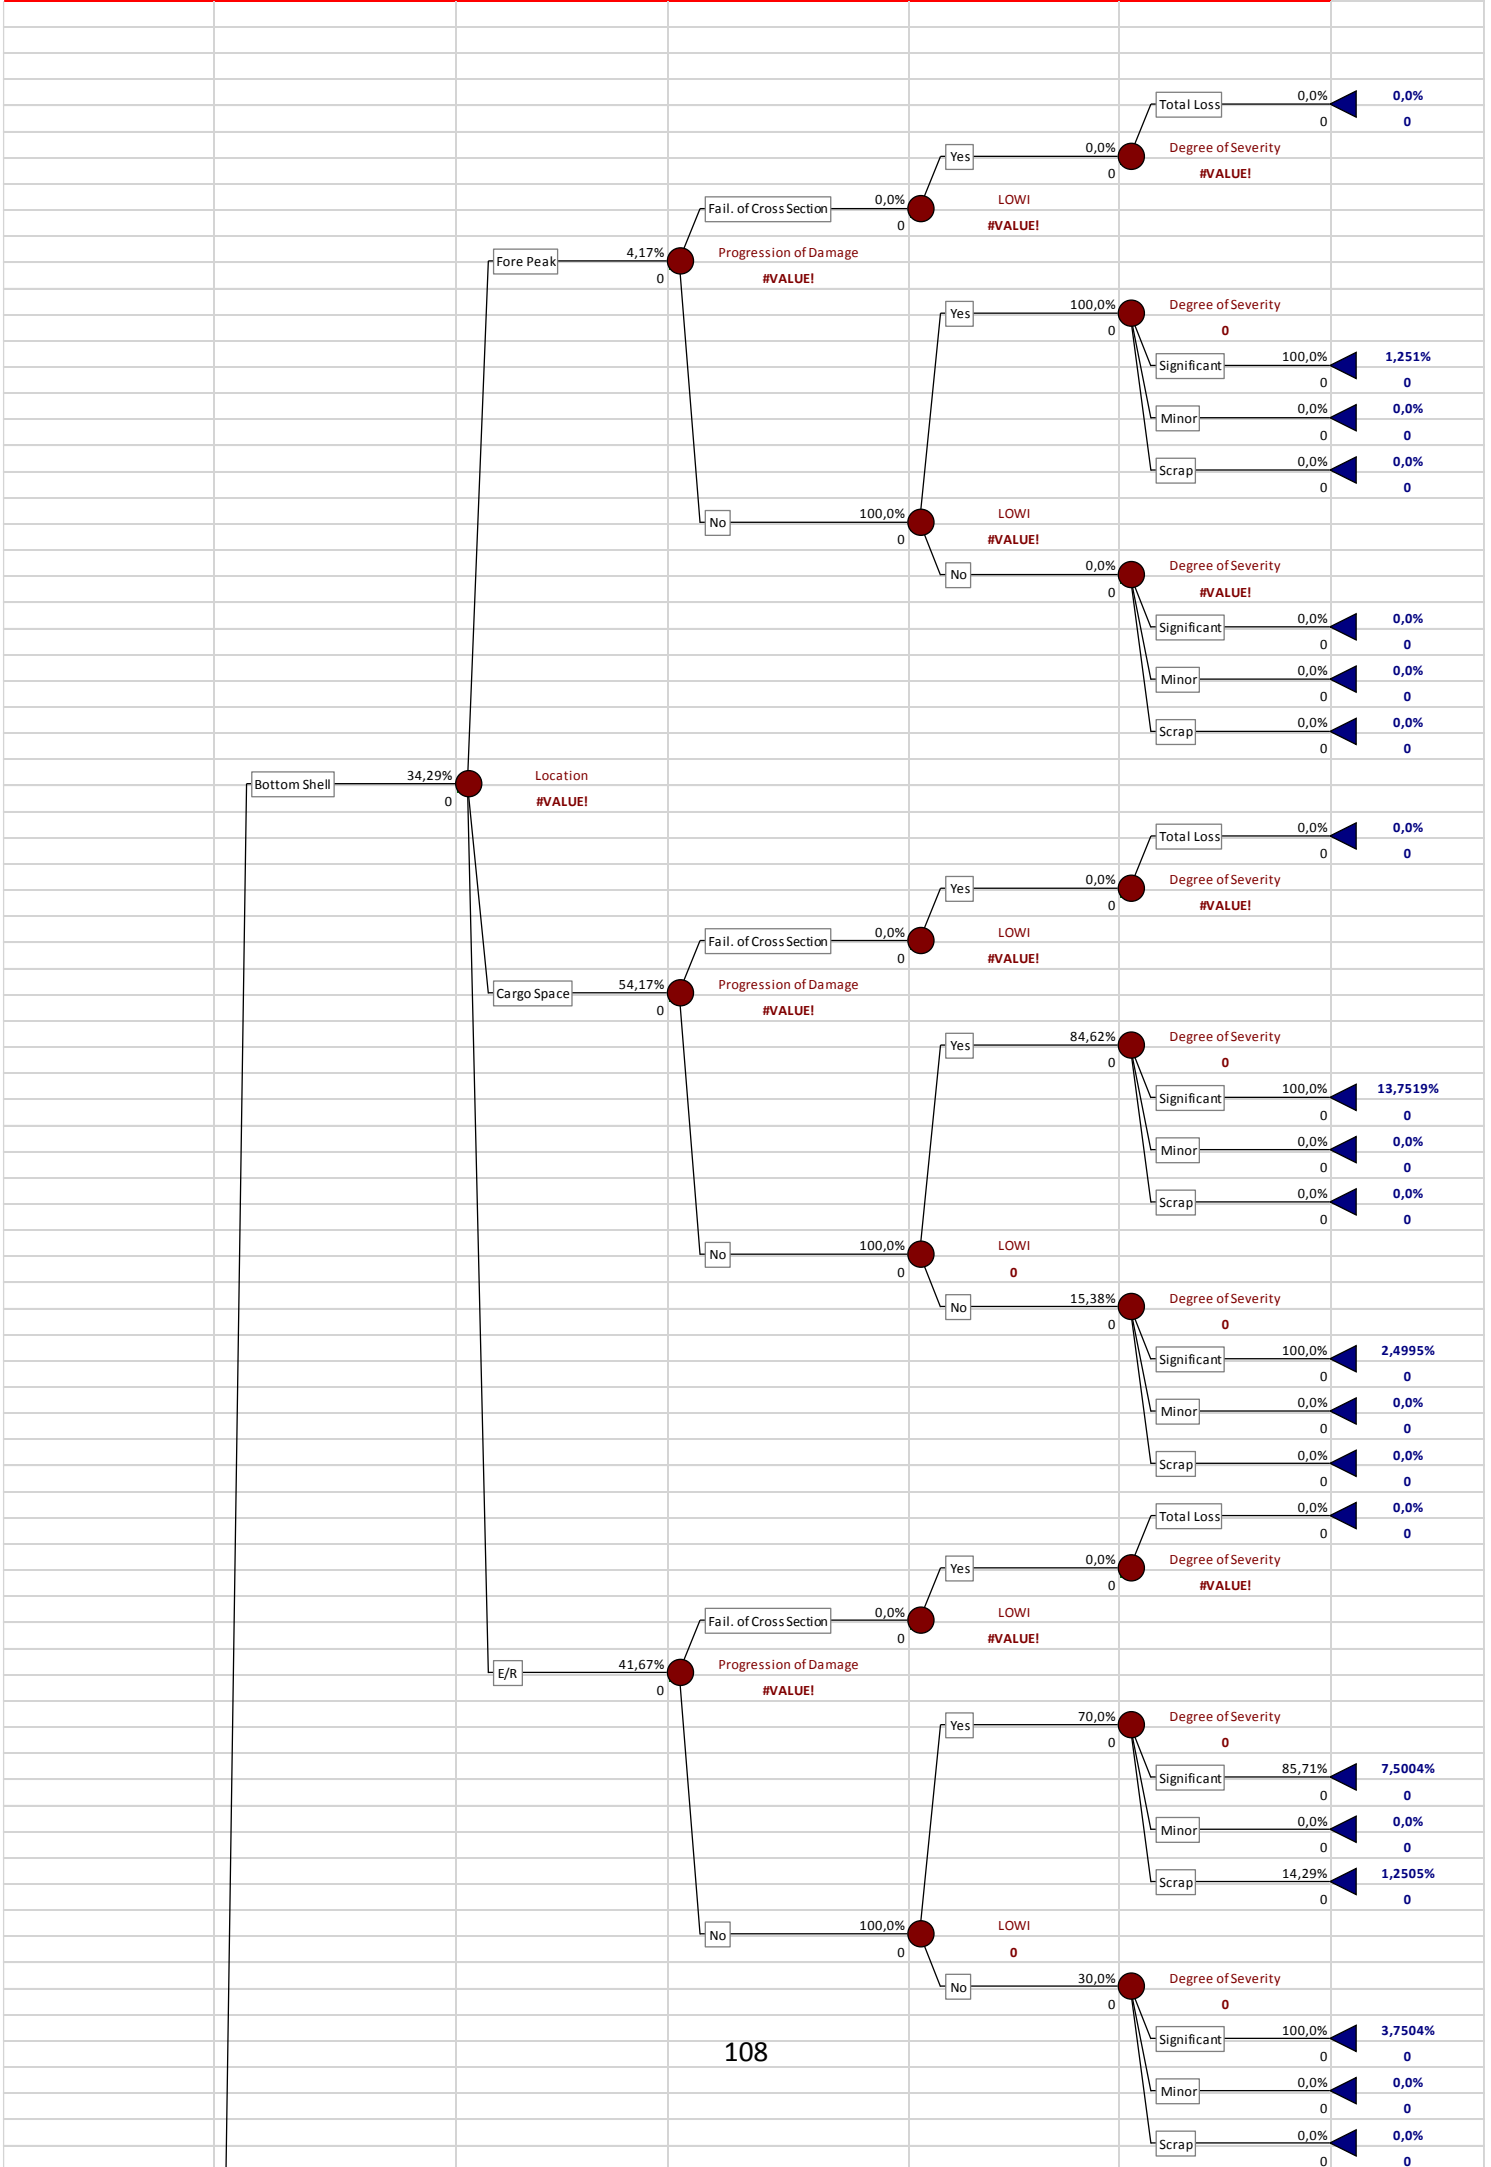 Total Loss 0,0% 0,0%
0 0
Yes 0,0% Degree of Severity
0 #VALUE!
Fail. of Cross Section 0,0% LOWI
0 #VALUE!
Fore Peak 4,17% Progression of Damage
0 #VALUE!
Yes 100,0% Degree of Severity
0 0
Significant 100,0% 1,251%
0 0
Minor 0,0% 0,0%
0 0
Scrap 0,0% 0,0%
0 0
No 100,0% LOWI
0 #VALUE!
No 0,0% Degree of Severity
0 #VALUE!
Significant 0,0% 0,0%
0 0
Minor 0,0% 0,0%
0 0
Scrap 0,0% 0,0%
0 0
Bottom Shell 34,29% Location
0 #VALUE!
Total Loss 0,0% 0,0%
0 0
Yes 0,0% Degree of Severity
0 #VALUE!
Fail. of Cross Section 0,0% LOWI
0 #VALUE!
Cargo Space 54,17% Progression of Damage
0 #VALUE!
Yes 84,62% Degree of Severity
0 0
Significant 100,0% 13,7519%
0 0
Minor 0,0% 0,0%
0 0
Scrap 0,0% 0,0%
0 0
No 100,0% LOWI
0 0
No 15,38% Degree of Severity
0 0
Significant 100,0% 2,4995%
0 0
Minor 0,0% 0,0%
0 0
Scrap 0,0% 0,0%
0 0
Total Loss 0,0% 0,0%
0 0
Yes 0,0% Degree of Severity
0 #VALUE!
Fail. of Cross Section 0,0% LOWI
0 #VALUE!
E/R 41,67% Progression of Damage
0 #VALUE!
Yes 70,0% Degree of Severity
0 0
Significant 85,71% 7,5004%
0 0
Minor 0,0% 0,0%
0 0
Scrap 14,29% 1,2505%
0 0
No 100,0% LOWI
0 0
No 30,0% Degree of Severity
0 0
Significant 100,0% 3,7504%
108
0 0
Minor 0,0% 0,0%
0 0
Scrap 0,0% 0,0%
0 0